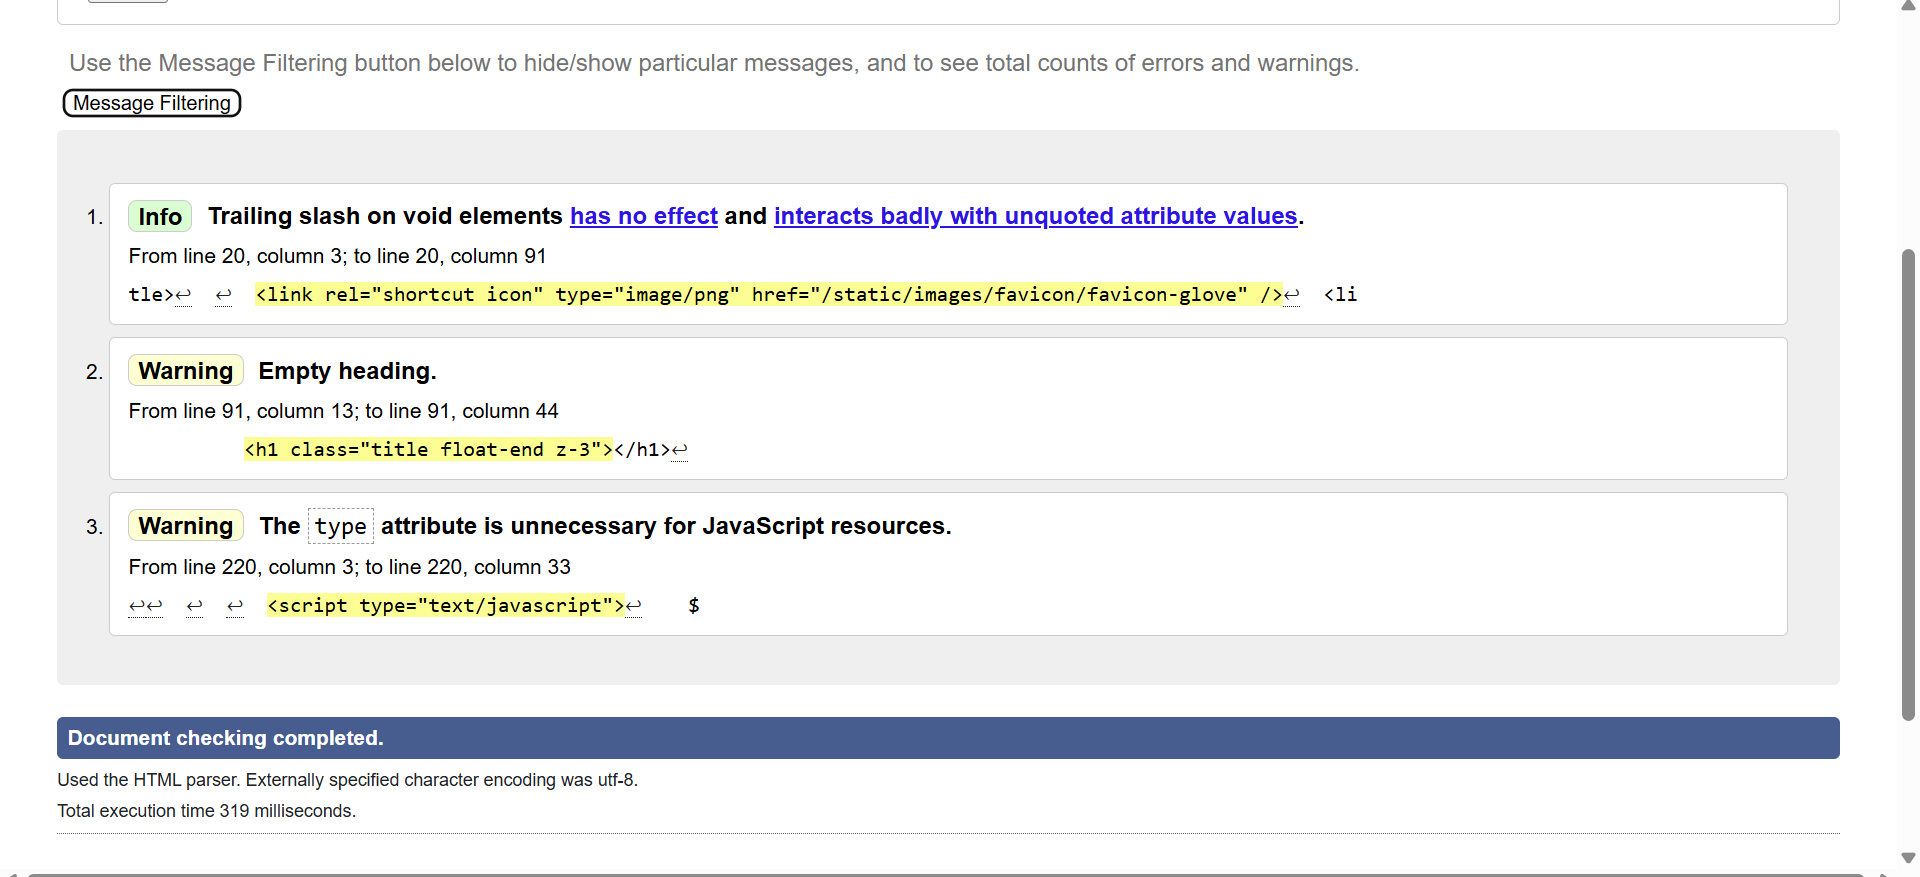 Use the Message Filtering button below to hide/show particular messages, and to see total counts of errors and warnings.
Message Filtering
1. Info Trailing slash on void elements has no effect and interacts badly with unquoted attribute values.
From line 20, column 3; to line 20, column 91
tle>↩  ↩  <link rel="shortcut icon" type="image/png" href="/static/images/favicon/favicon-glove" />↩  <li
2. Warning Empty heading.
From line 91, column 13; to line 91, column 44
<h1 class="title float-end z-3"></h1>↩
3. Warning The type attribute is unnecessary for JavaScript resources.
From line 220, column 3; to line 220, column 33
↩↩  ↩  ↩  <script type="text/javascript">↩    $
Document checking completed.
Used the HTML parser. Externally specified character encoding was utf-8.
Total execution time 319 milliseconds.